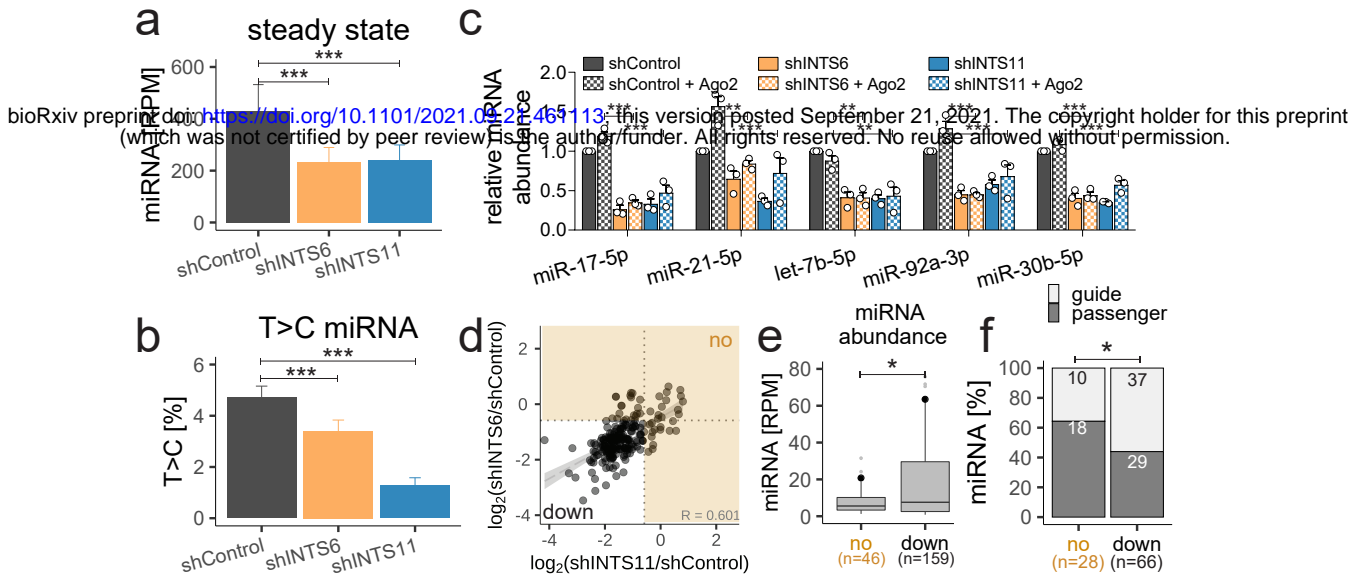 a
steady state
***
***
miRNA [RPM]
600
400
200
0
shControl
shINTS6
shINTS11
c
shControl
shINTS6
shINTS11
shControl + Ago2
shINTS6 + Ago2
shINTS11 + Ago2
relative miRNA
abundance
2.0
1.0
0.5
0.0
***
***
**
***
**
**
***
***
***
***
miR-17-5p
miR-21-5p
let-7b-5p
miR-92a-3p
miR-30b-5p
bioRxiv preprint doi: https://doi.org/10.1101/2021.09.21.461113; this version posted September 21, 2021. The copyright holder for this preprint
(which was not certified by peer review) is the author/funder. All rights reserved. No reuse allowed without permission.
b
T>C miRNA
***
***
T>C [%]
6
4
2
0
shControl
shINTS6
shINTS11
d
log2(shINTS6/shControl)
2
0
-2
-4
no
down
R = 0.601
-4
-2
0
2
log2(shINTS11/shControl)
e
miRNA
abundance
*
miRNA [RPM]
80
60
40
20
0
no
(n=46)
down
(n=159)
f
guide
passenger
*
miRNA [%]
100
80
60
40
20
0
10
37
18
29
no
(n=28)
down
(n=66)